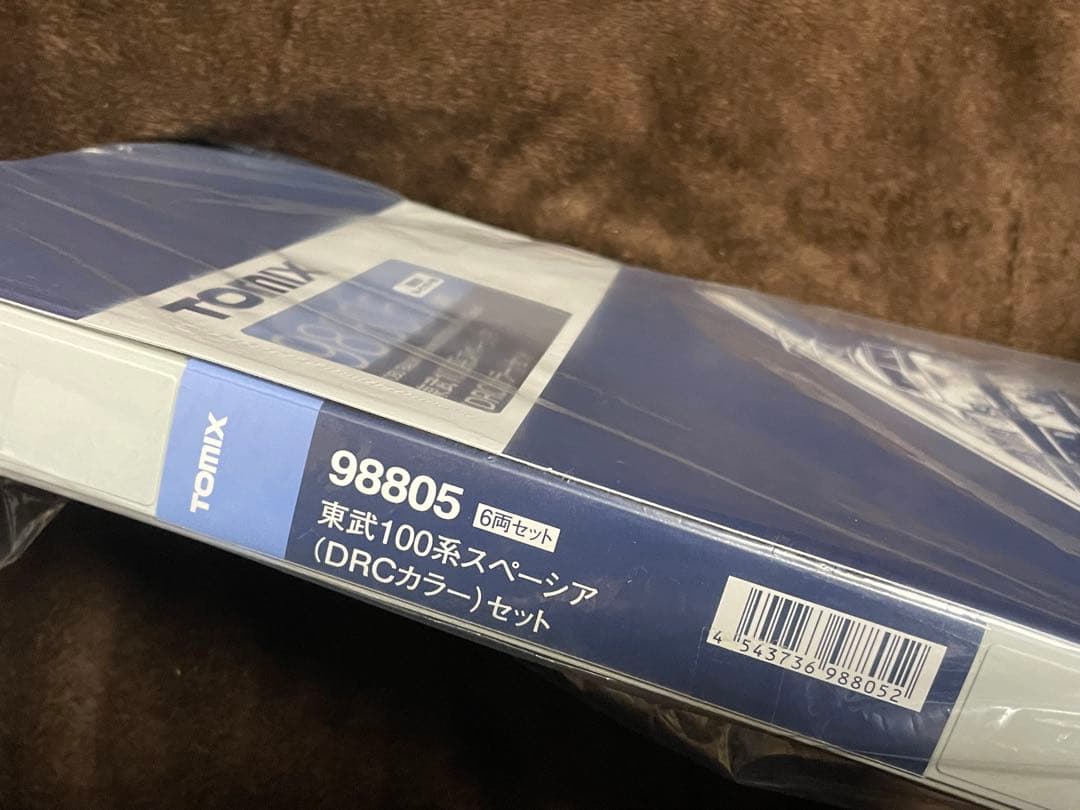 TOMIX
TOMIX
98805 6両セット
東武100系スペーシア
(DRCカラー)セット
4 543736 988052